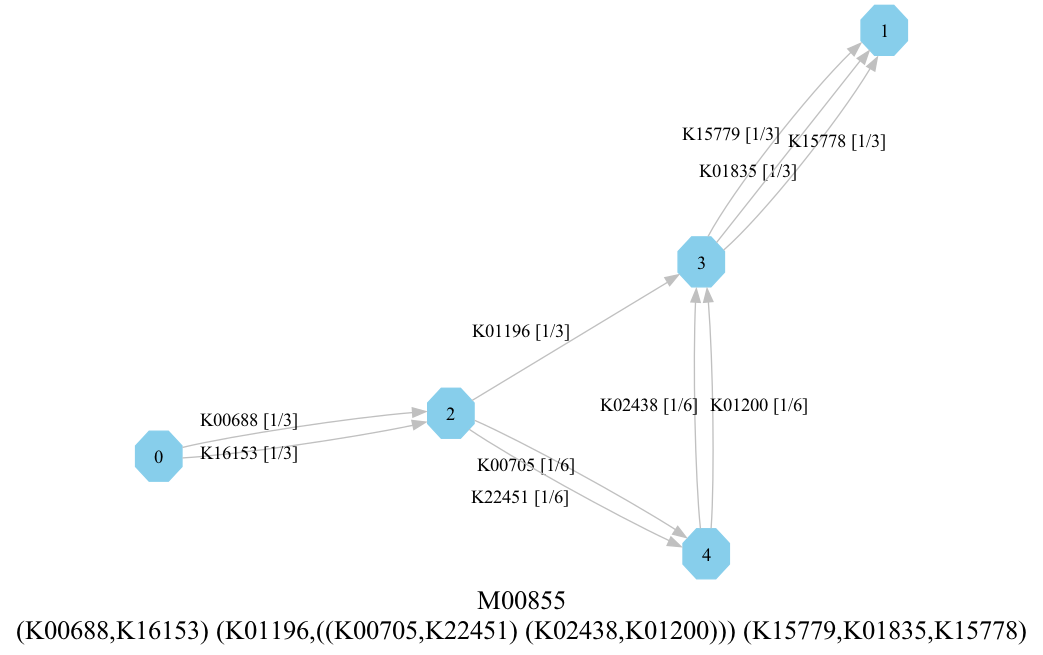 1
K15779 [1/3]
K15778 [1/3]
K01835 [1/3]
3
K01196 [1/3]
K02438 [1/6]
K01200 [1/6]
2
K00688 [1/3]
K16153 [1/3]
0
K00705 [1/6]
K22451 [1/6]
4
M00855
(K00688,K16153) (K01196,((K00705,K22451) (K02438,K01200))) (K15779,K01835,K15778)